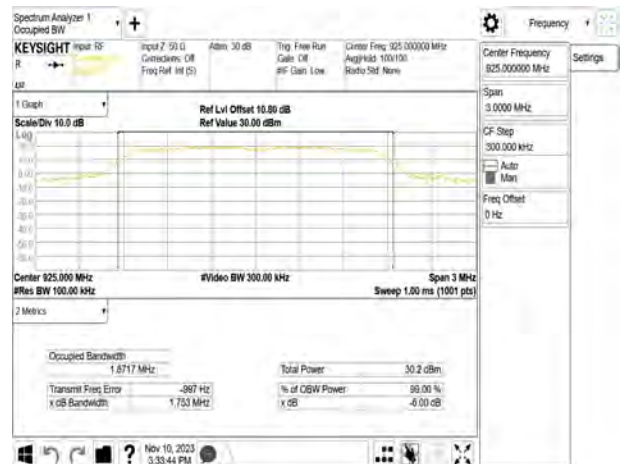 Spectrum Analyzer 1
Occupied BW
+
Frequency
KEYSIGHT Input: RF
Input Z: 50 Ω
Corrections: Off
Freq Ref: Int (S)
Atten: 30 dB
Trig: Free Run
Gate: Off
#IF Gain: Low
Center Freq: 925.000000 MHz
Avg|Hold: 100/100
Radio Std: None
Center Frequency
925.000000 MHz
Settings
Span
3.0000 MHz
CF Step
300.000 kHz
Auto
Man
Freq Offset
0 Hz
1 Graph
Scale/Div 10.0 dB
Ref Lvl Offset 10.80 dB
Ref Value 30.00 dBm
Log
Center 925.000 MHz
#Res BW 100.00 kHz
#Video BW 300.00 kHz
Span 3 MHz
Sweep 1.00 ms (1001 pts)
2 Metrics
Occupied Bandwidth
1.8717 MHz
Total Power 30.2 dBm
Transmit Freq Error -997 Hz
% of OBW Power 99.00 %
x dB Bandwidth 1.753 MHz
x dB -6.00 dB
?
Nov 10, 2023
3:33:44 PM